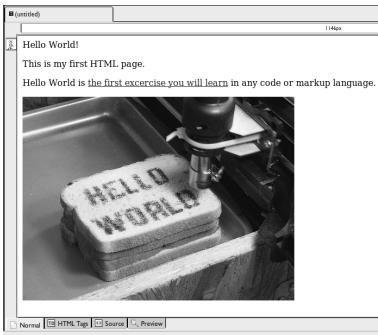 (untitled)
1146px
Hello World!
This is my first HTML page.
Hello World is the first excercise you will learn in any code or markup language.
HELLO
WORLD
Normal HTML Tags Source Preview